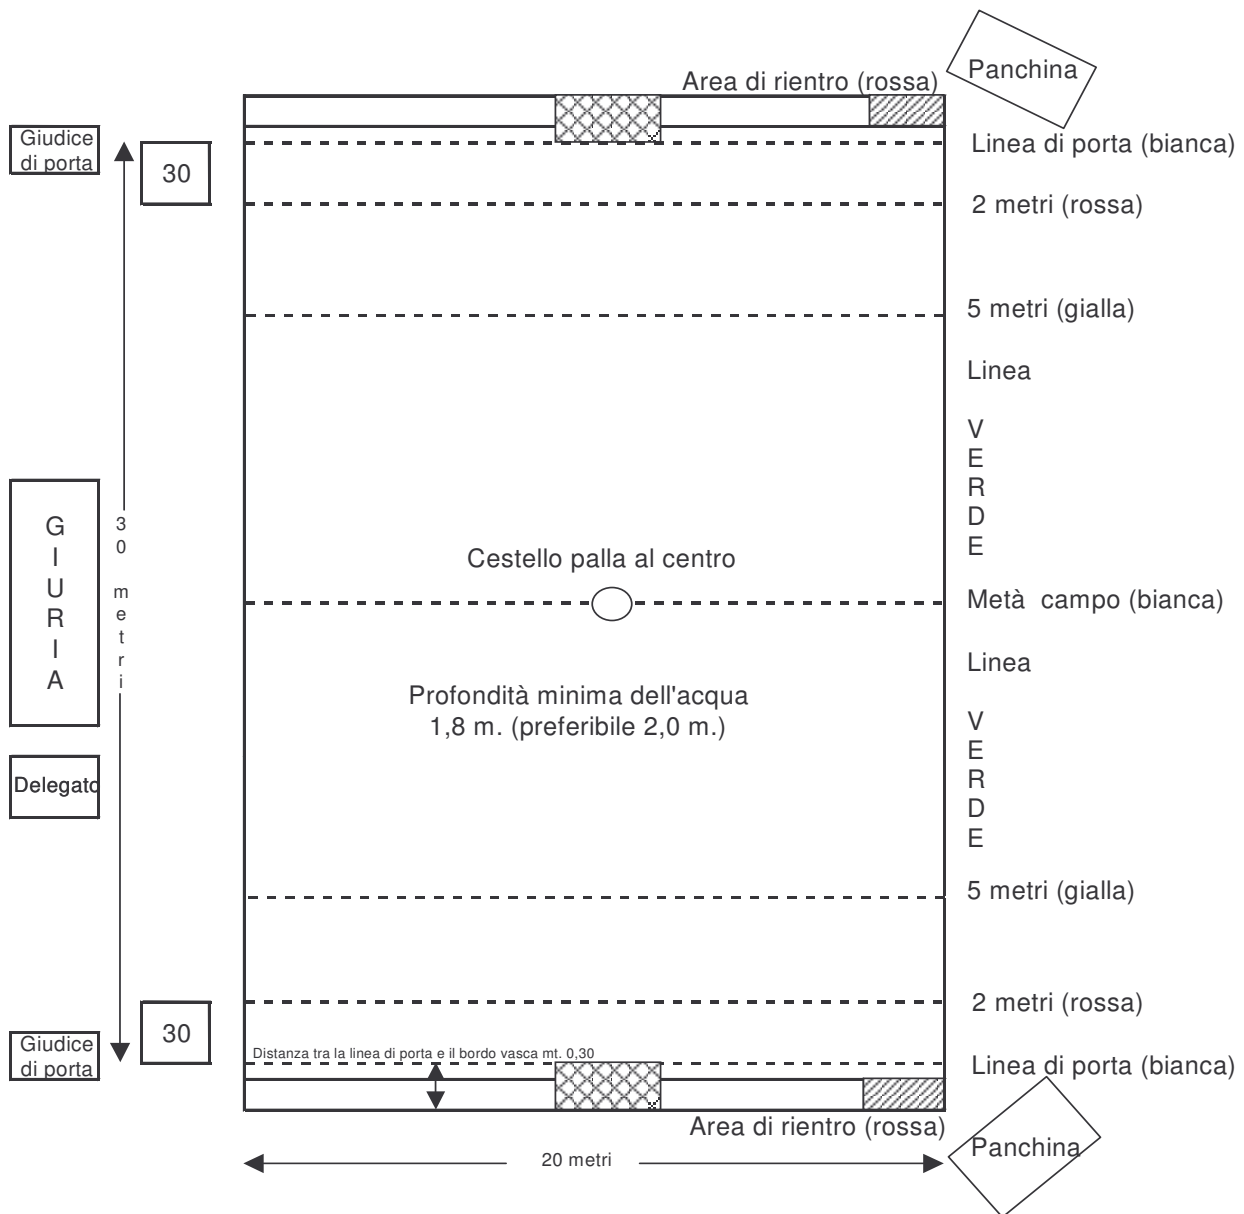 Area di rientro (rossa)
Panchina
Giudice
di porta
30
Linea di porta (bianca)
2 metri (rossa)
5 metri (gialla)
Linea
V
E
R
D
E
G
I
U
R
I
A
3
0
m
e
t
r
i
Cestello palla al centro
Metà campo (bianca)
Linea
Profondità minima dell'acqua
1,8 m. (preferibile 2,0 m.)
V
E
R
D
E
Delegato
5 metri (gialla)
2 metri (rossa)
30
Giudice
di porta
Distanza tra la linea di porta e il bordo vasca mt. 0,30
Linea di porta (bianca)
Area di rientro (rossa)
Panchina
20 metri